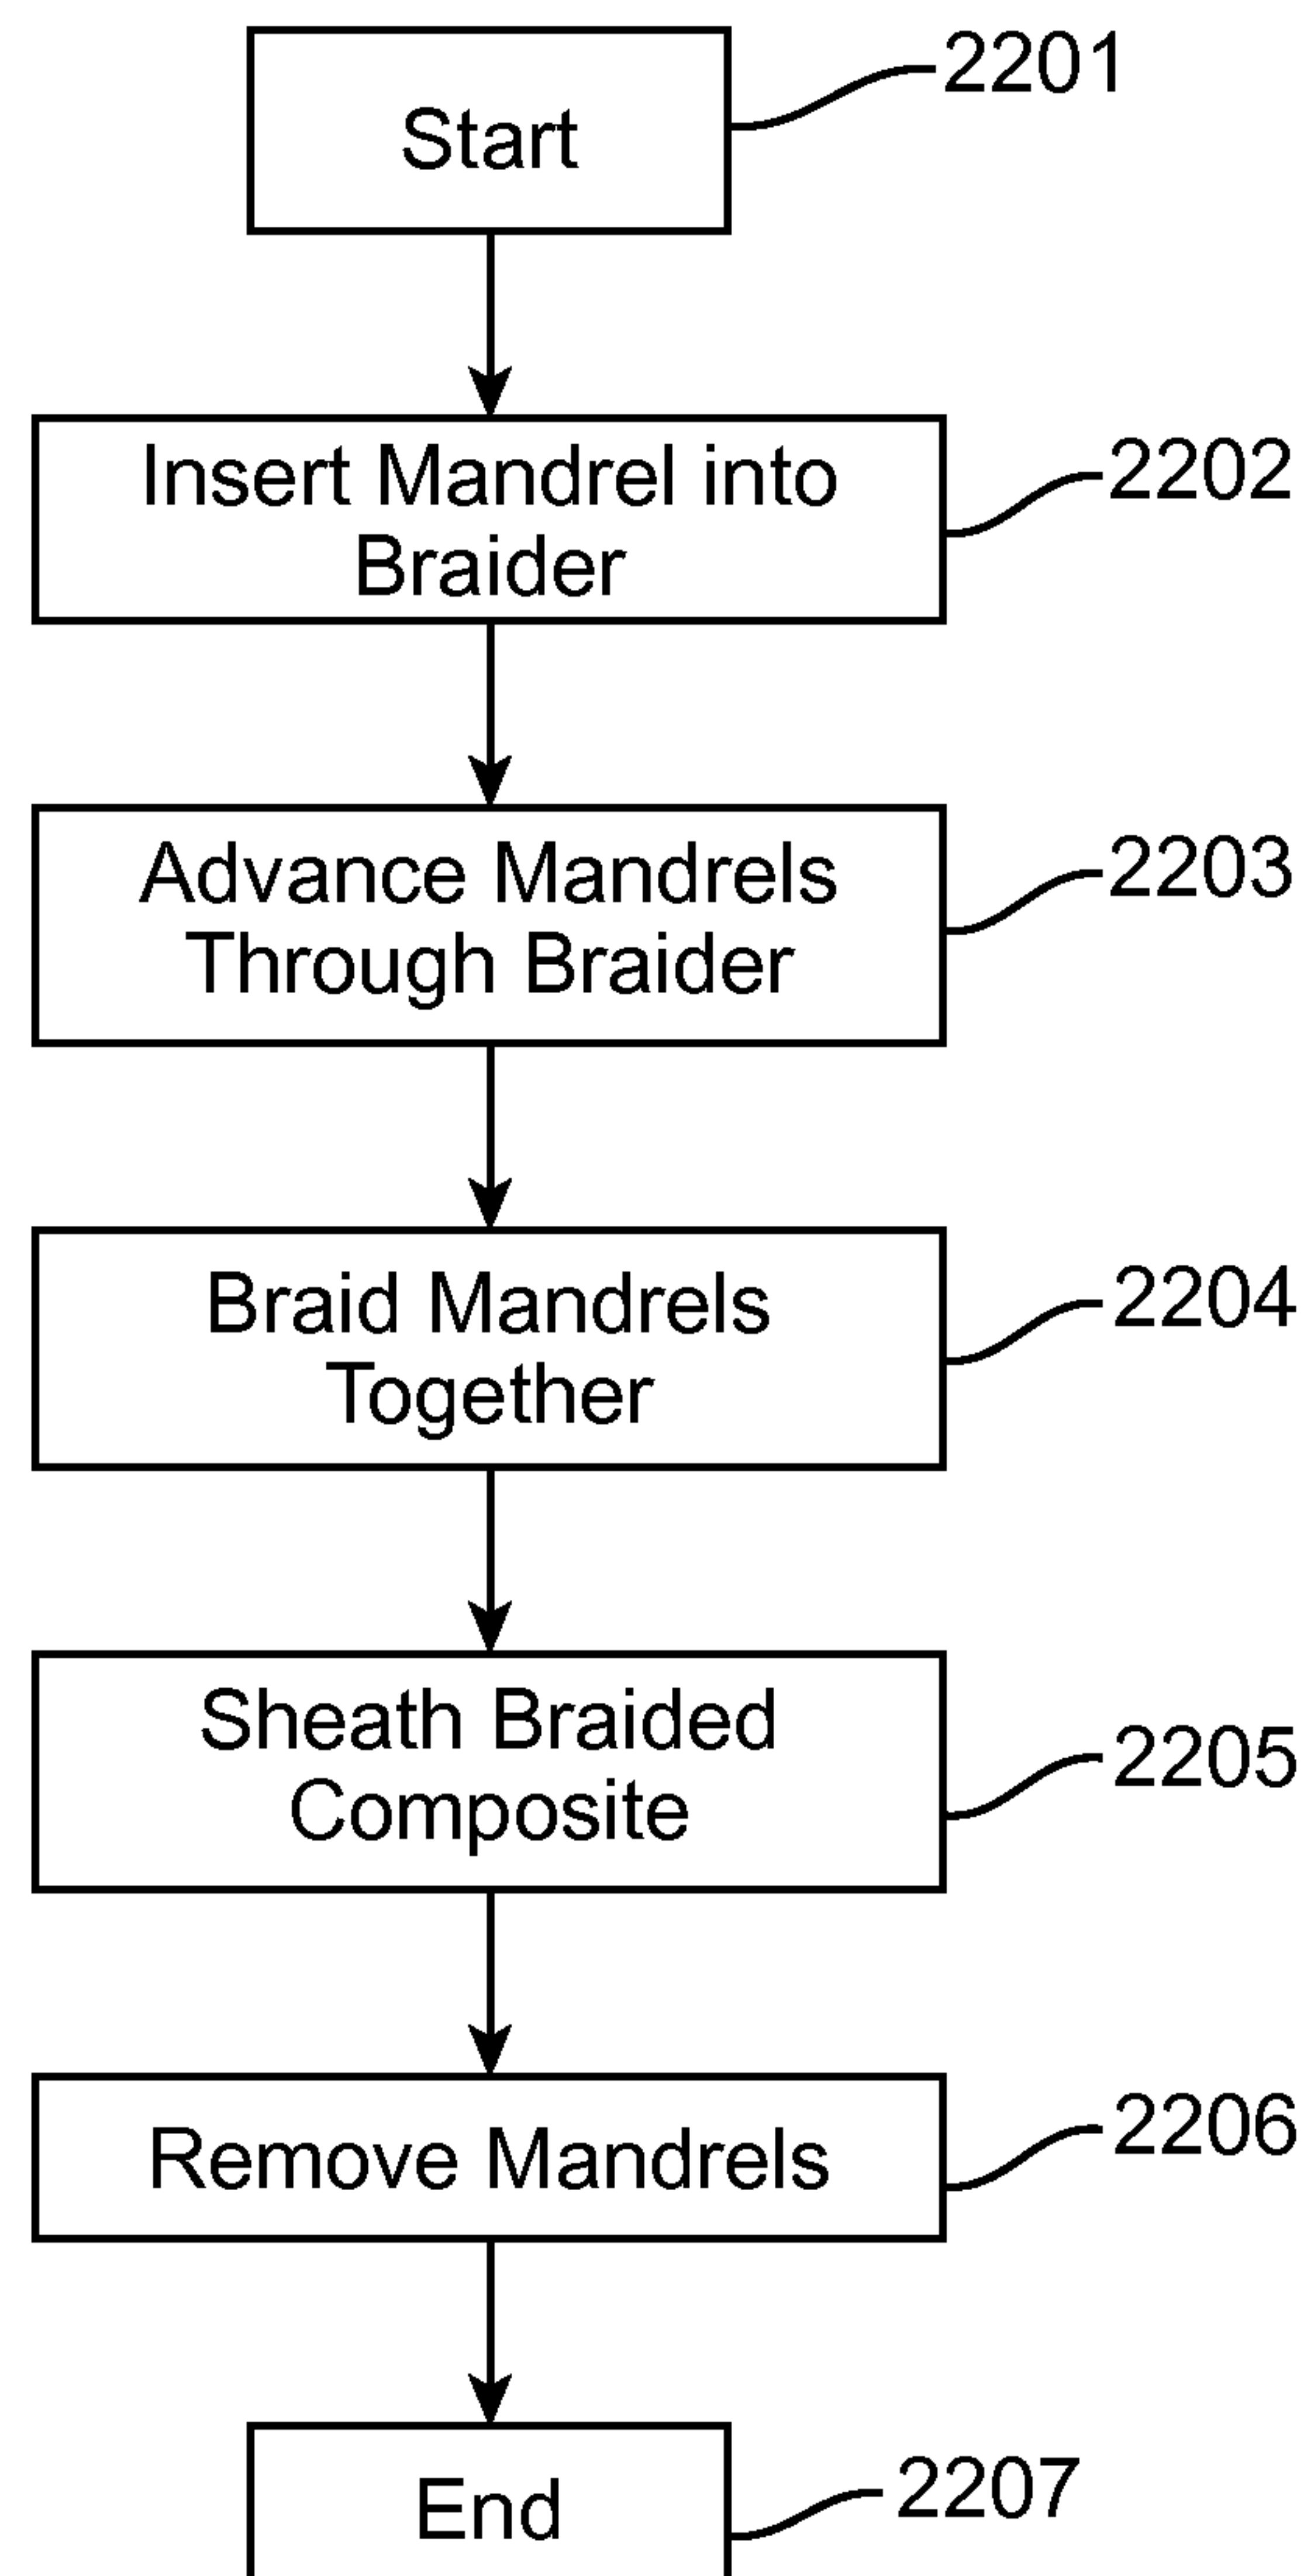 Start
2201
Insert Mandrel into
Braider
2202
Advance Mandrels
Through Braider
2203
Braid Mandrels
Together
2204
Sheath Braided
Composite
2205
Remove Mandrels
2206
End
2207